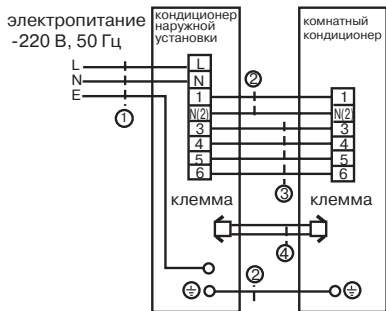 электропитание
-220 В, 50 Гц
кондиционер
наружной
установки
комнатный
кондиционер
L
N
E
①
L
N
1
N(2)
3
4
5
6
②
③
1
N(2)
3
4
5
6
клемма
клемма
④
②